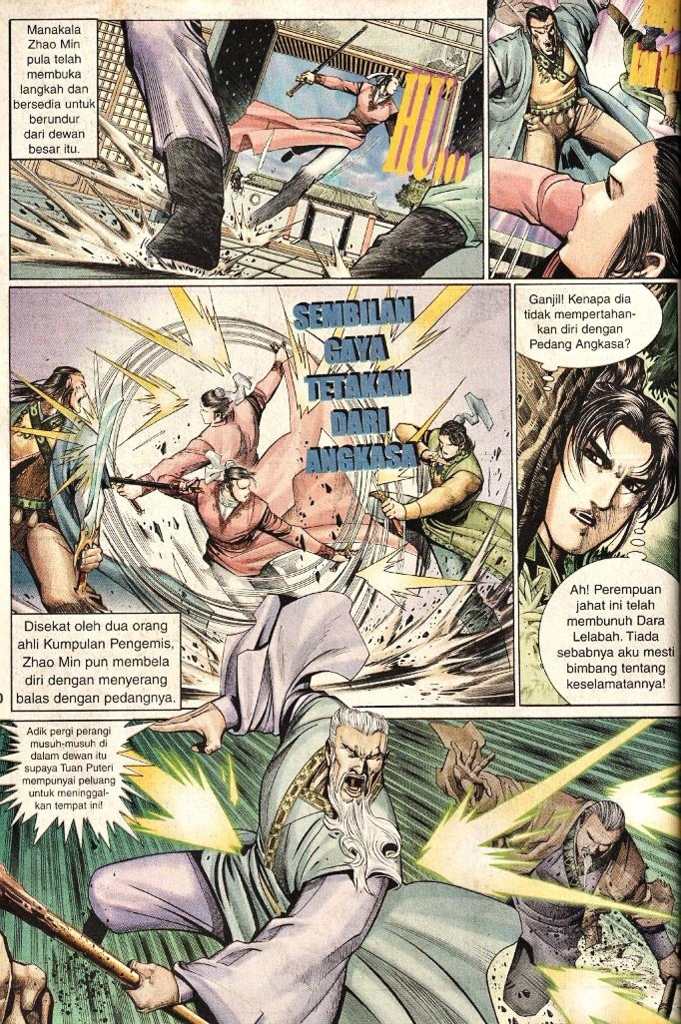 Manakala
Zhao Min
pula telah
membuka
langkah dan
bersedia untuk
berundur
dari dewan
besar itu.
HU...
SEMBILAN
GAYA
TETAKAN
DARI
ANGKASA
Ganjil! Kenapa dia
tidak mempertahan-
kan diri dengan
Pedang Angkasa?
Disekat oleh dua orang
ahli Kumpulan Pengemis,
Zhao Min pun membela
diri dengan menyerang
balas dengan pedangnya.
Ah! Perempuan
jahat ini telah
membunuh Dara
Lelabah. Tiada
sebabnya aku mesti
bimbang tentang
keselamatannya!
Adik pergi perangi
musuh-musuh di
dalam dewan itu
supaya Tuan Puteri
mempunyai peluang
untuk meninggal-
kan tempat ini!